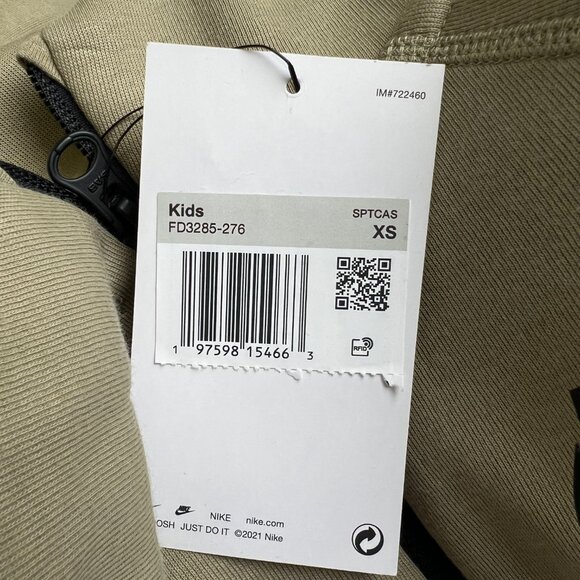 IM#722460
Kids SPTCAS
FD3285-276 XS
1 97598 15466 3
RFID
NIKE nike.com
OSH JUST DO IT ©2021 Nike